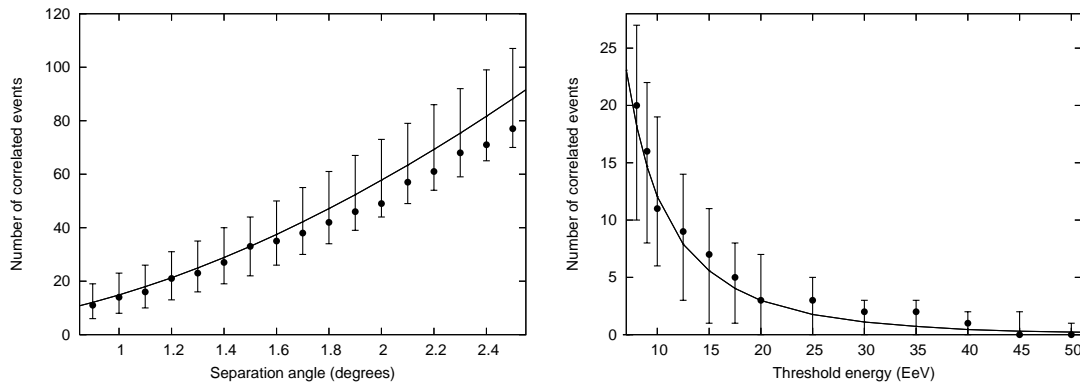 120
100
80
60
40
20
0
Number of correlated events
1 1.2 1.4 1.6 1.8 2 2.2 2.4
Separation angle (degrees)
25
20
15
10
5
0
Number of correlated events
10 15 20 25 30 35 40 45 50
Threshold energy (EeV)